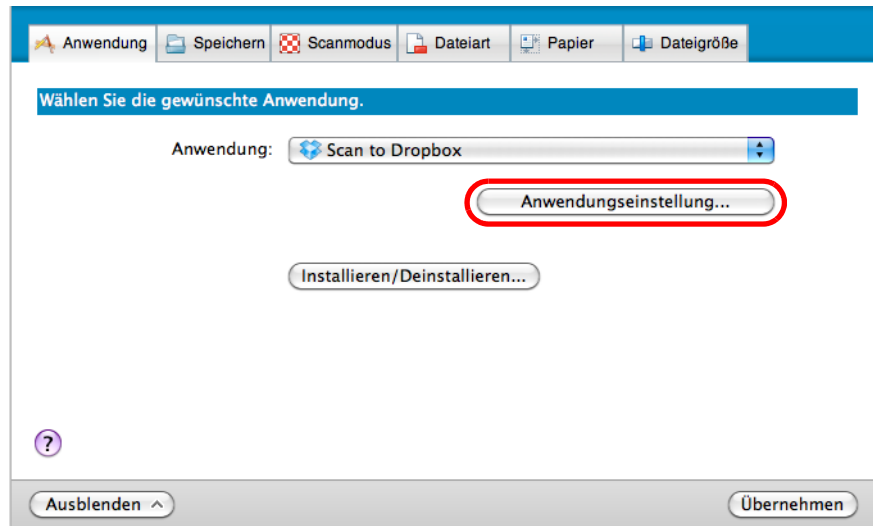 Anwendung Speichern Scanmodus Dateiart Papier Dateigröße
Wählen Sie die gewünschte Anwendung.
Anwendung: Scan to Dropbox
Anwendungseinstellung...
Installieren/Deinstallieren...
?
Ausblenden Übernehmen